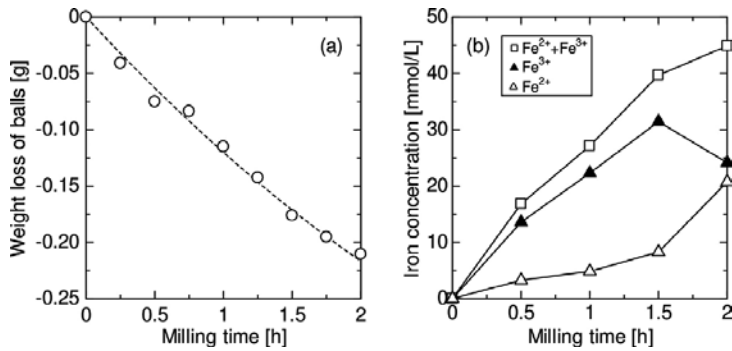 (a)
Weight loss of balls [g]
0
-0.05
-0.10
-0.15
-0.20
-0.25
0 0.5 1 1.5 2
Milling time [h]
(b)
Fe²⁺+Fe³⁺
Fe³⁺
Fe²⁺
Iron concentration [mmol/L]
50
40
30
20
10
0
0 0.5 1 1.5 2
Milling time [h]